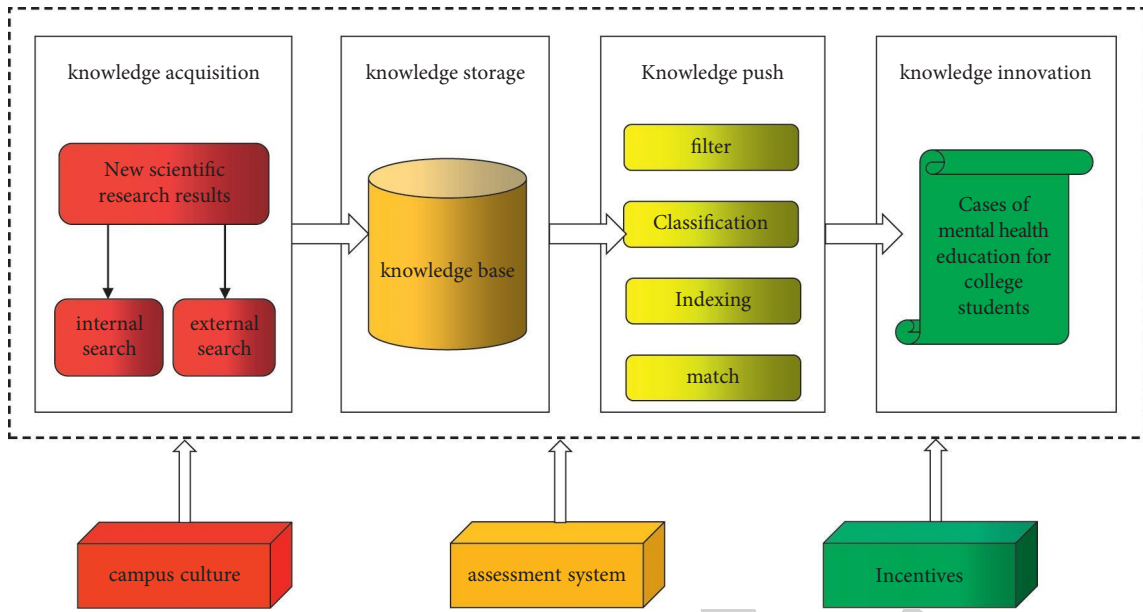 knowledge acquisition
New scientific
research results
internal
search
external
search
knowledge storage
knowledge base
Knowledge push
filter
Classification
Indexing
match
knowledge innovation
Cases of
mental health
education for
college
students
campus culture
assessment system
Incentives